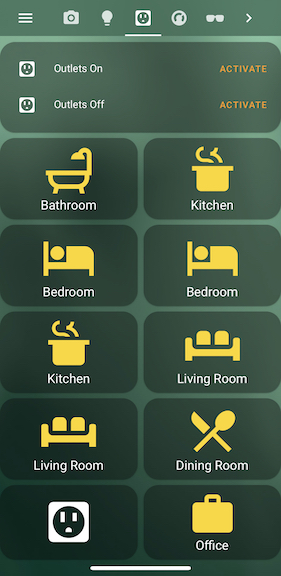 Outlets On ACTIVATE
Outlets Off ACTIVATE
Bathroom Kitchen
Bedroom Bedroom
Kitchen Living Room
Living Room Dining Room
Office